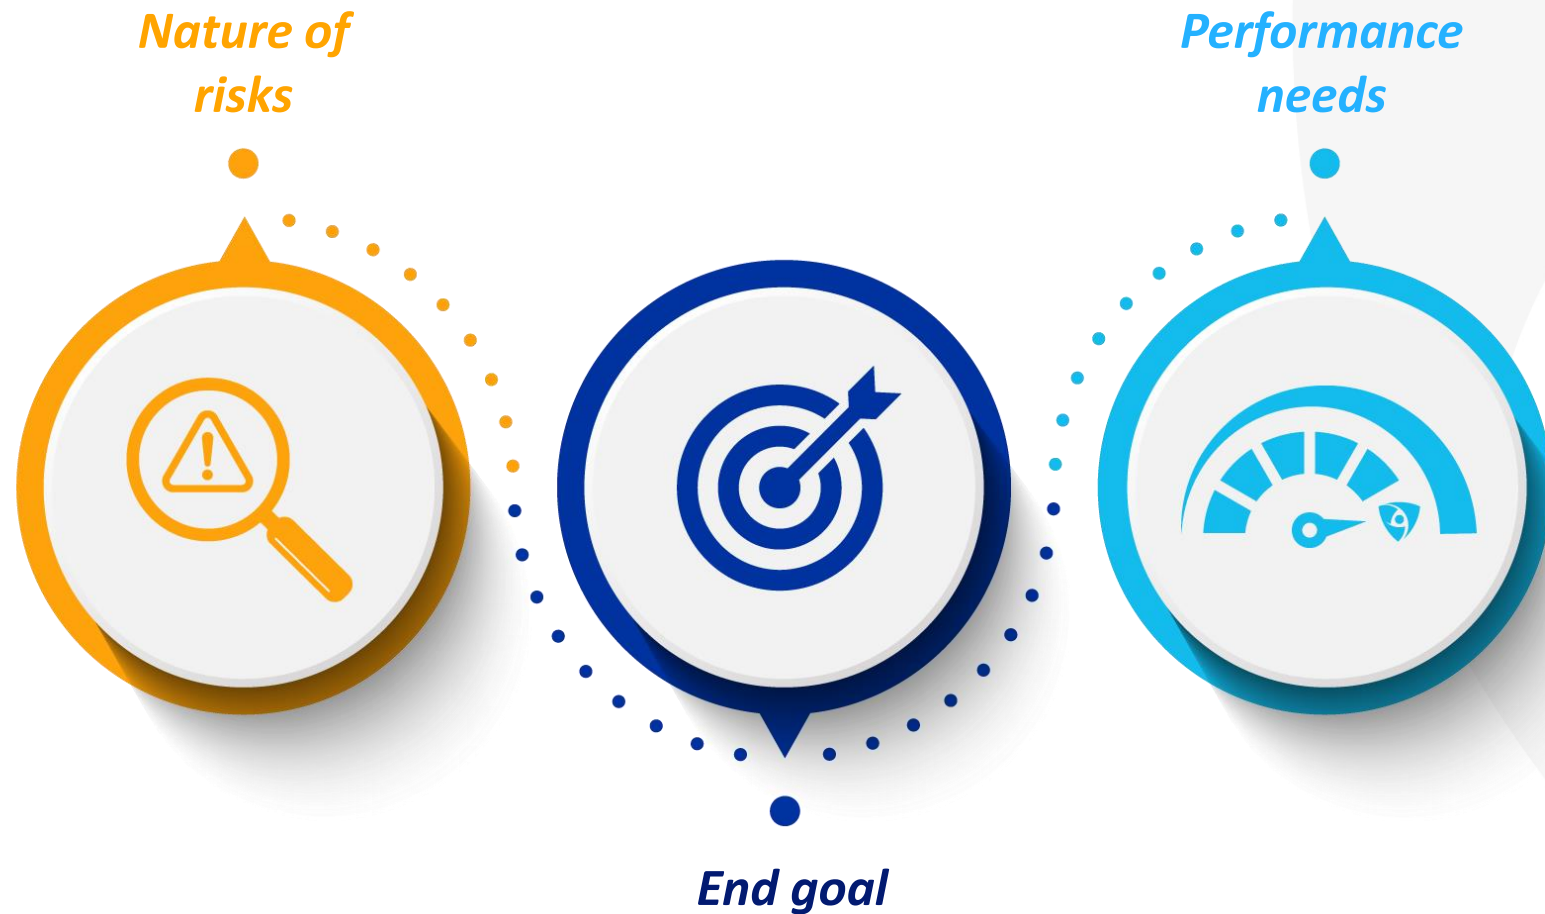 Nature of
risks
Performance
needs
End goal